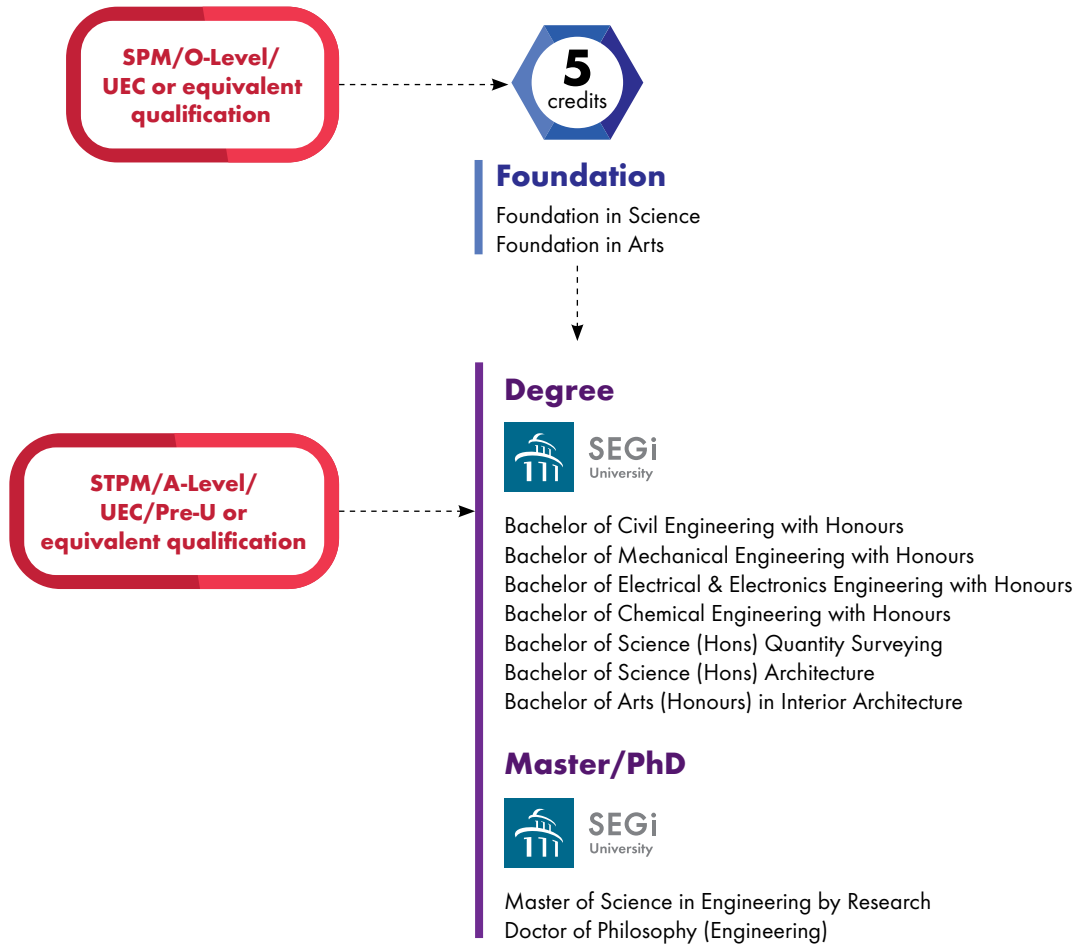 SPM/O-Level/
UEC or equivalent
qualification
5
credits
Foundation
Foundation in Science
Foundation in Arts
STPM/A-Level/
UEC/Pre-U or
equivalent qualification
Degree
SEGi
University
Bachelor of Civil Engineering with Honours
Bachelor of Mechanical Engineering with Honours
Bachelor of Electrical & Electronics Engineering with Honours
Bachelor of Chemical Engineering with Honours
Bachelor of Science (Hons) Quantity Surveying
Bachelor of Science (Hons) Architecture
Bachelor of Arts (Honours) in Interior Architecture
Master/PhD
SEGi
University
Master of Science in Engineering by Research
Doctor of Philosophy (Engineering)